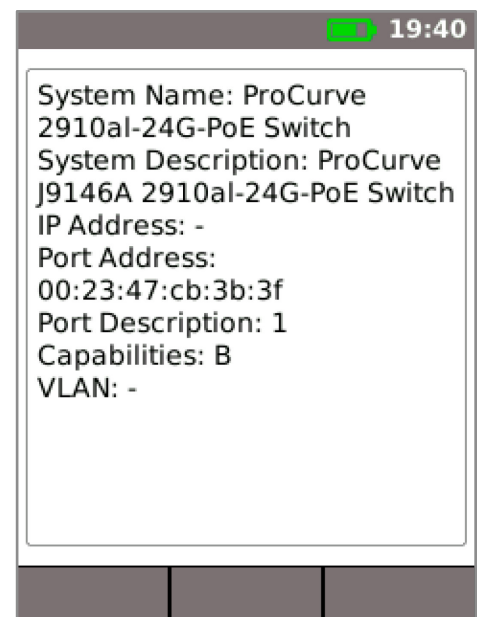 19:40
System Name: ProCurve
2910al-24G-PoE Switch
System Description: ProCurve
J9146A 2910al-24G-PoE Switch
IP Address: -
Port Address:
00:23:47:cb:3b:3f
Port Description: 1
Capabilities: B
VLAN: -